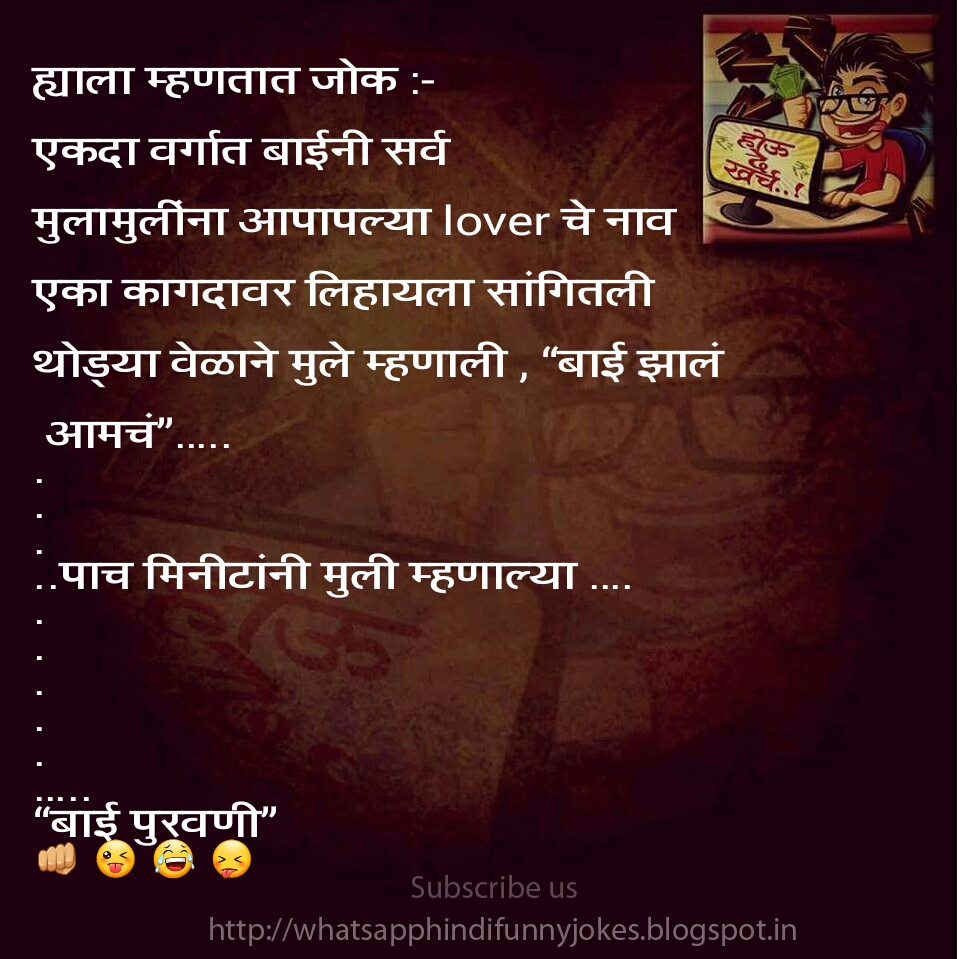 ह्याला म्हणतात जोक :-
एकदा वर्गात बाईनी सर्व
मुलामुलींना आपापल्या lover चे नाव
एका कागदावर लिहायला सांगितली
थोड्या वेळाने मुले म्हणाली , “बाई झालं
आमचं”.....
.
.
.
..पाच मिनीटांनी मुली म्हणाल्या ....
.
.
.
.
.
.....
“बाई पुरवणी”
👊 😜 😂 😝
होऊ
दे
खर्च..!
Subscribe us
http://whatsapphindifunnyjokes.blogspot.in